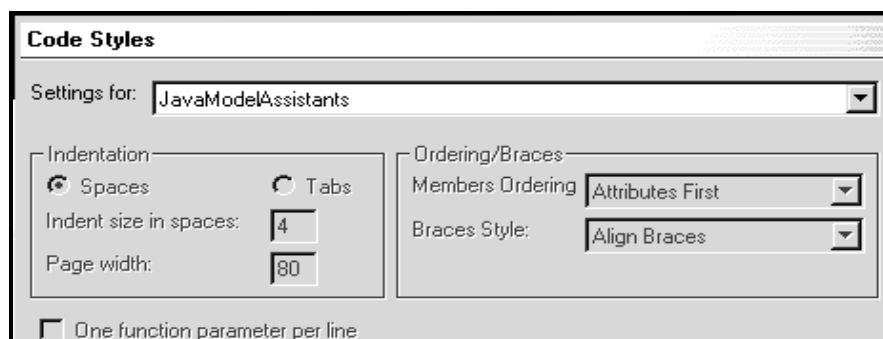 Code Styles
Settings for: JavaModelAssistants
Indentation
Spaces Tabs
Indent size in spaces: 4
Page width: 80
Ordering/Braces
Members Ordering Attributes First
Braces Style: Align Braces
One function parameter per line